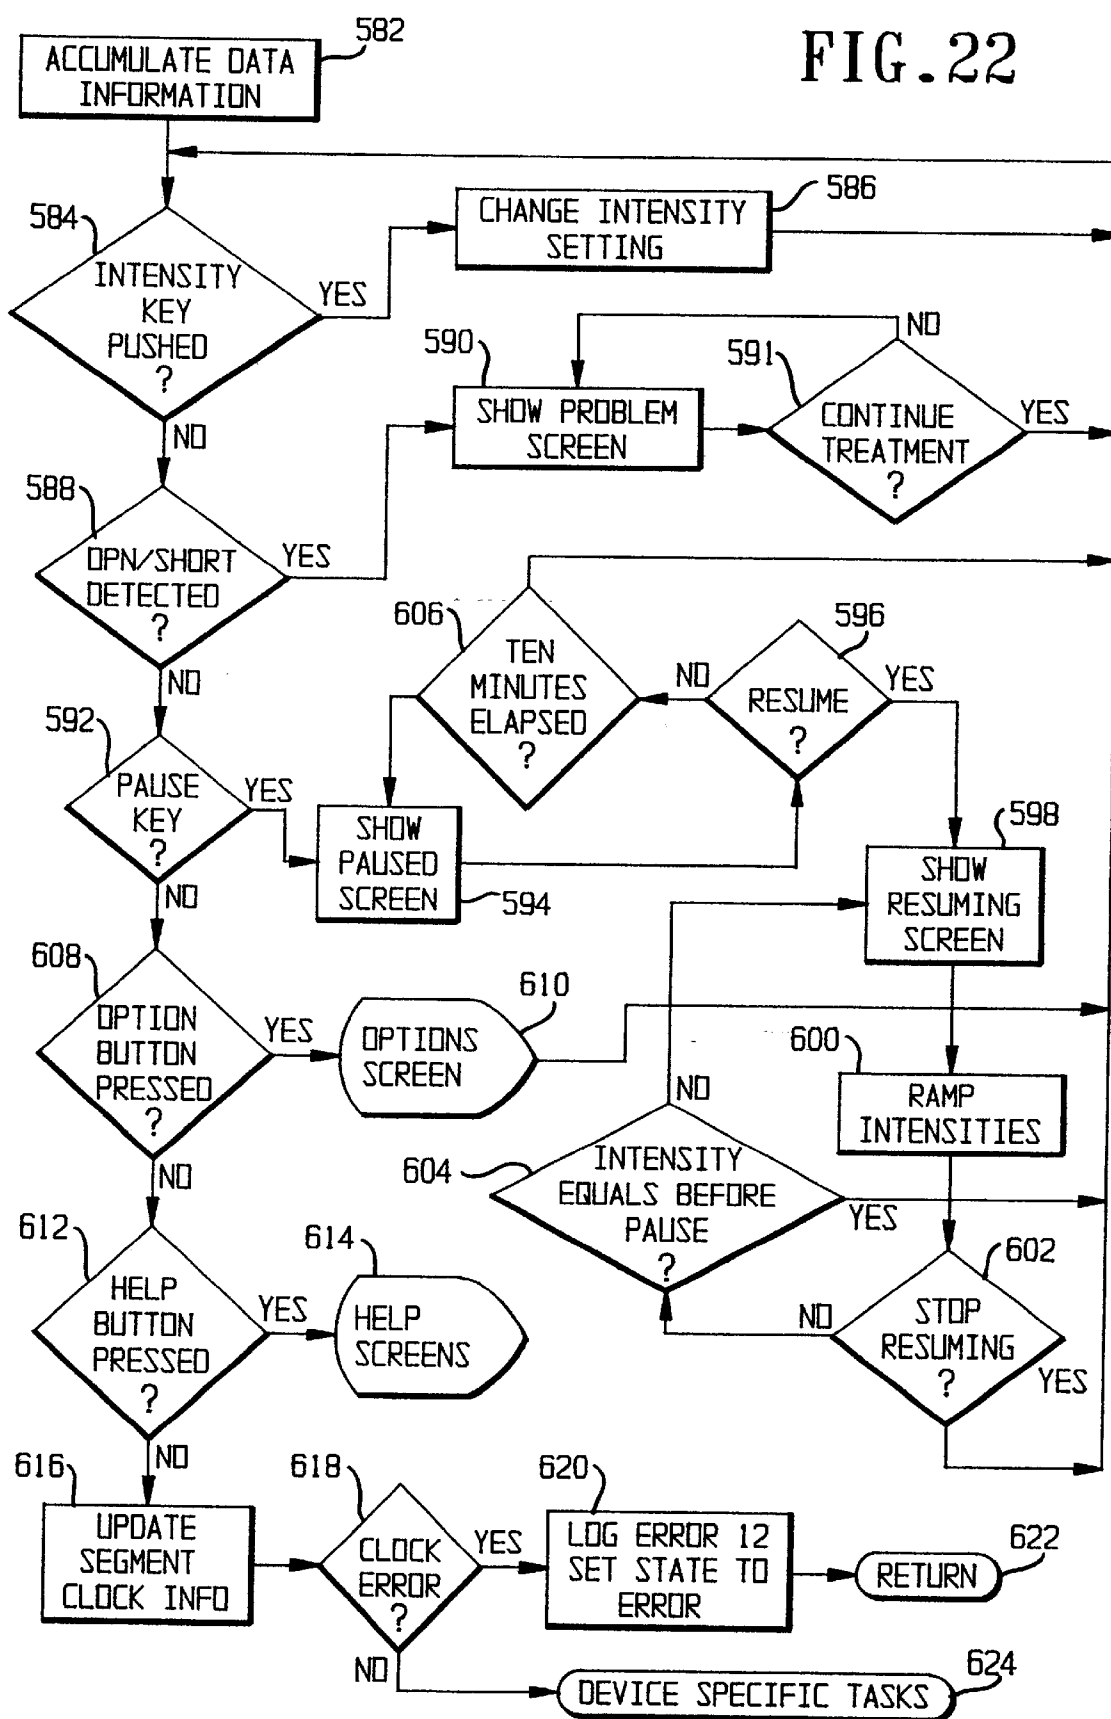 FIG.22
582
ACCUMULATE DATA
INFORMATION
584
INTENSITY
KEY
PUSHED
?
YES
NO
586
CHANGE INTENSITY
SETTING
588
OPN/SHORT
DETECTED
?
YES
NO
590
SHOW PROBLEM
SCREEN
591
CONTINUE
TREATMENT
?
NO
YES
592
PAUSE
KEY
?
YES
NO
606
TEN
MINUTES
ELAPSED
?
596
RESUME
?
NO
YES
SHOW
PAUSED
SCREEN
594
598
SHOW
RESUMING
SCREEN
608
OPTION
BUTTON
PRESSED
?
YES
NO
610
OPTIONS
SCREEN
600
RAMP
INTENSITIES
604
INTENSITY
EQUALS BEFORE
PAUSE
?
NO
YES
602
STOP
RESUMING
?
NO
YES
612
HELP
BUTTON
PRESSED
?
YES
NO
614
HELP
SCREENS
616
UPDATE
SEGMENT
CLOCK INFO
618
CLOCK
ERROR
?
YES
NO
620
LOG ERROR 12
SET STATE TO
ERROR
622
RETURN
624
DEVICE SPECIFIC TASKS